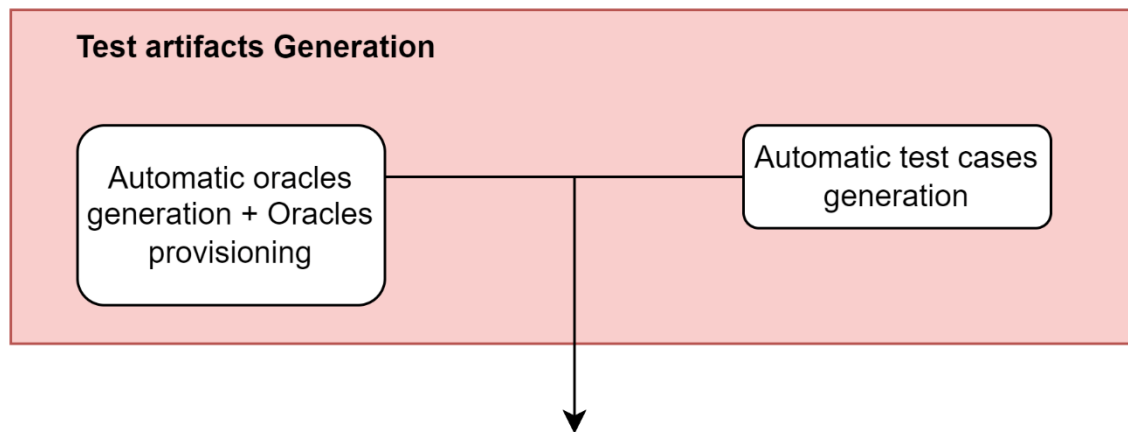 Test artifacts Generation
Automatic oracles
generation + Oracles
provisioning
Automatic test cases
generation